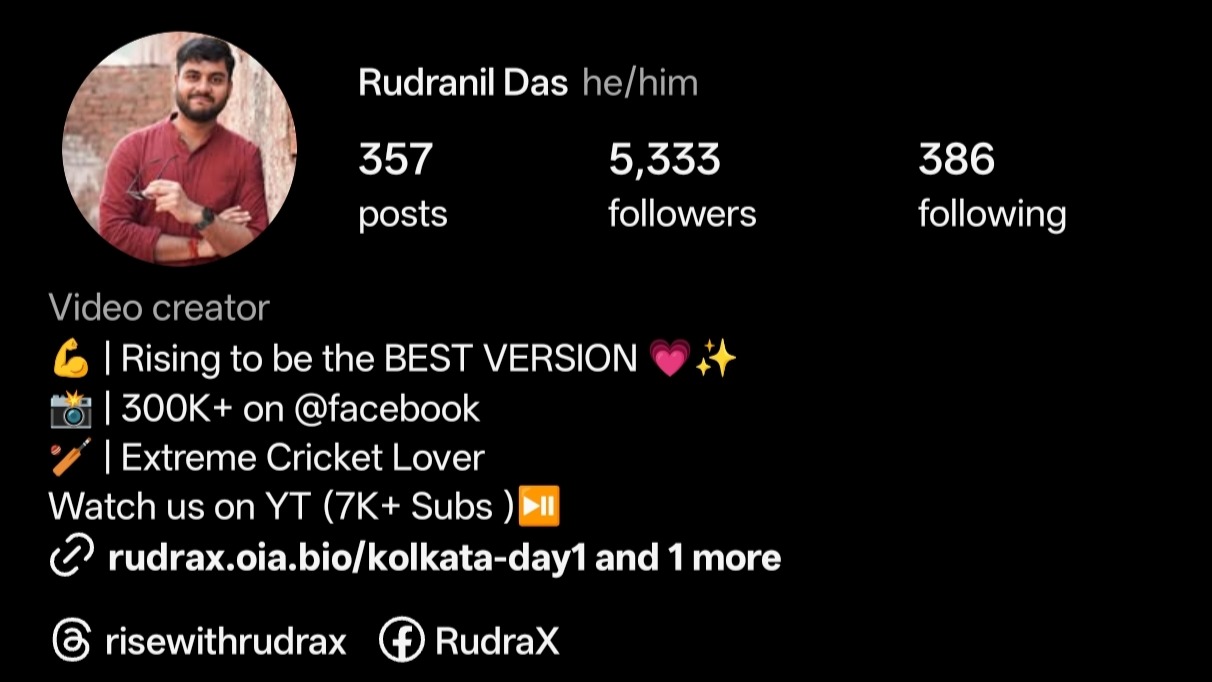 Rudranil Das he/him
357 5,333 386
posts followers following
Video creator
💪 | Rising to be the BEST VERSION 💗✨
📸 | 300K+ on @facebook
🏏 | Extreme Cricket Lover
Watch us on YT (7K+ Subs )⏯️
rudrax.oia.bio/kolkata-day1 and 1 more
risewithrudrax RudraX